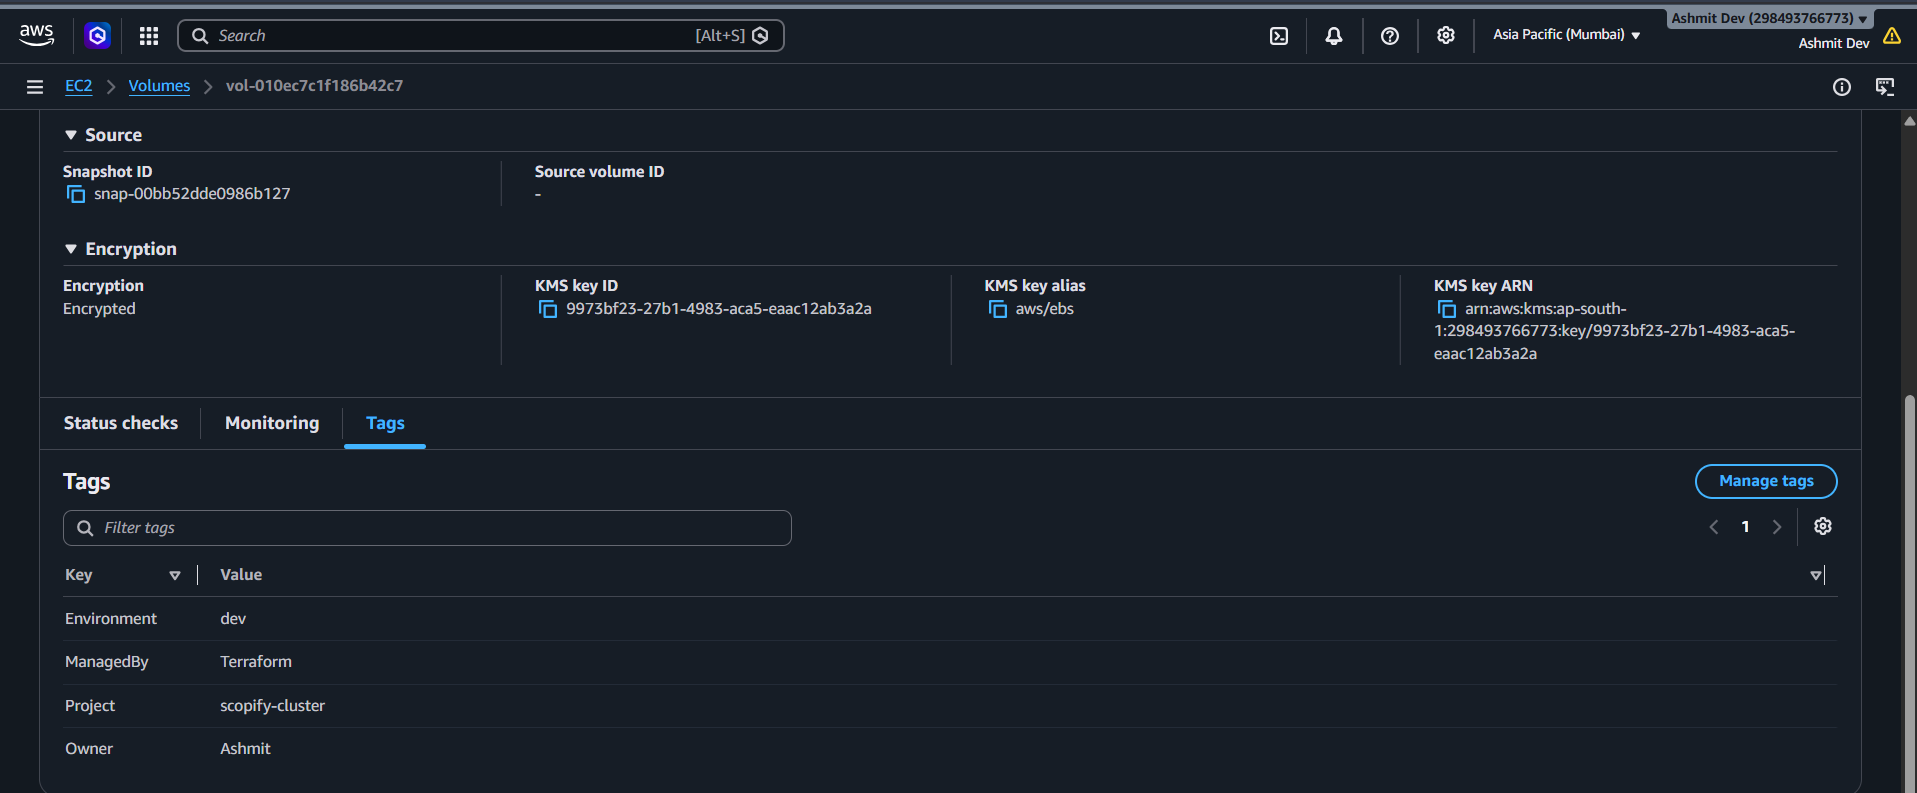 aws
Search [Alt+S]
Asia Pacific (Mumbai)
Ashmit Dev (298493766773)
Ashmit Dev
EC2 Volumes vol-010ec7c1f186b42c7
Source
Snapshot ID Source volume ID
snap-00bb52dde0986b127 -
Encryption
Encryption KMS key ID KMS key alias KMS key ARN
Encrypted 9973bf23-27b1-4983-aca5-eaac12ab3a2a aws/ebs arn:aws:kms:ap-south-
1:298493766773:key/9973bf23-27b1-4983-aca5-
eaac12ab3a2a
Status checks Monitoring Tags
Tags Manage tags
Filter tags 1
Key Value
Environment dev
ManagedBy Terraform
Project scopify-cluster
Owner Ashmit